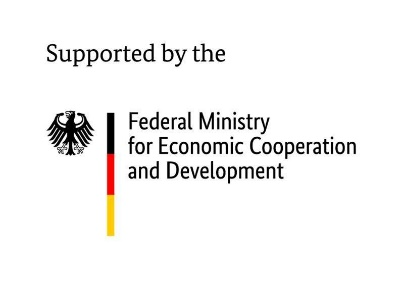 Supported by the
Federal Ministry
for Economic Cooperation
and Development